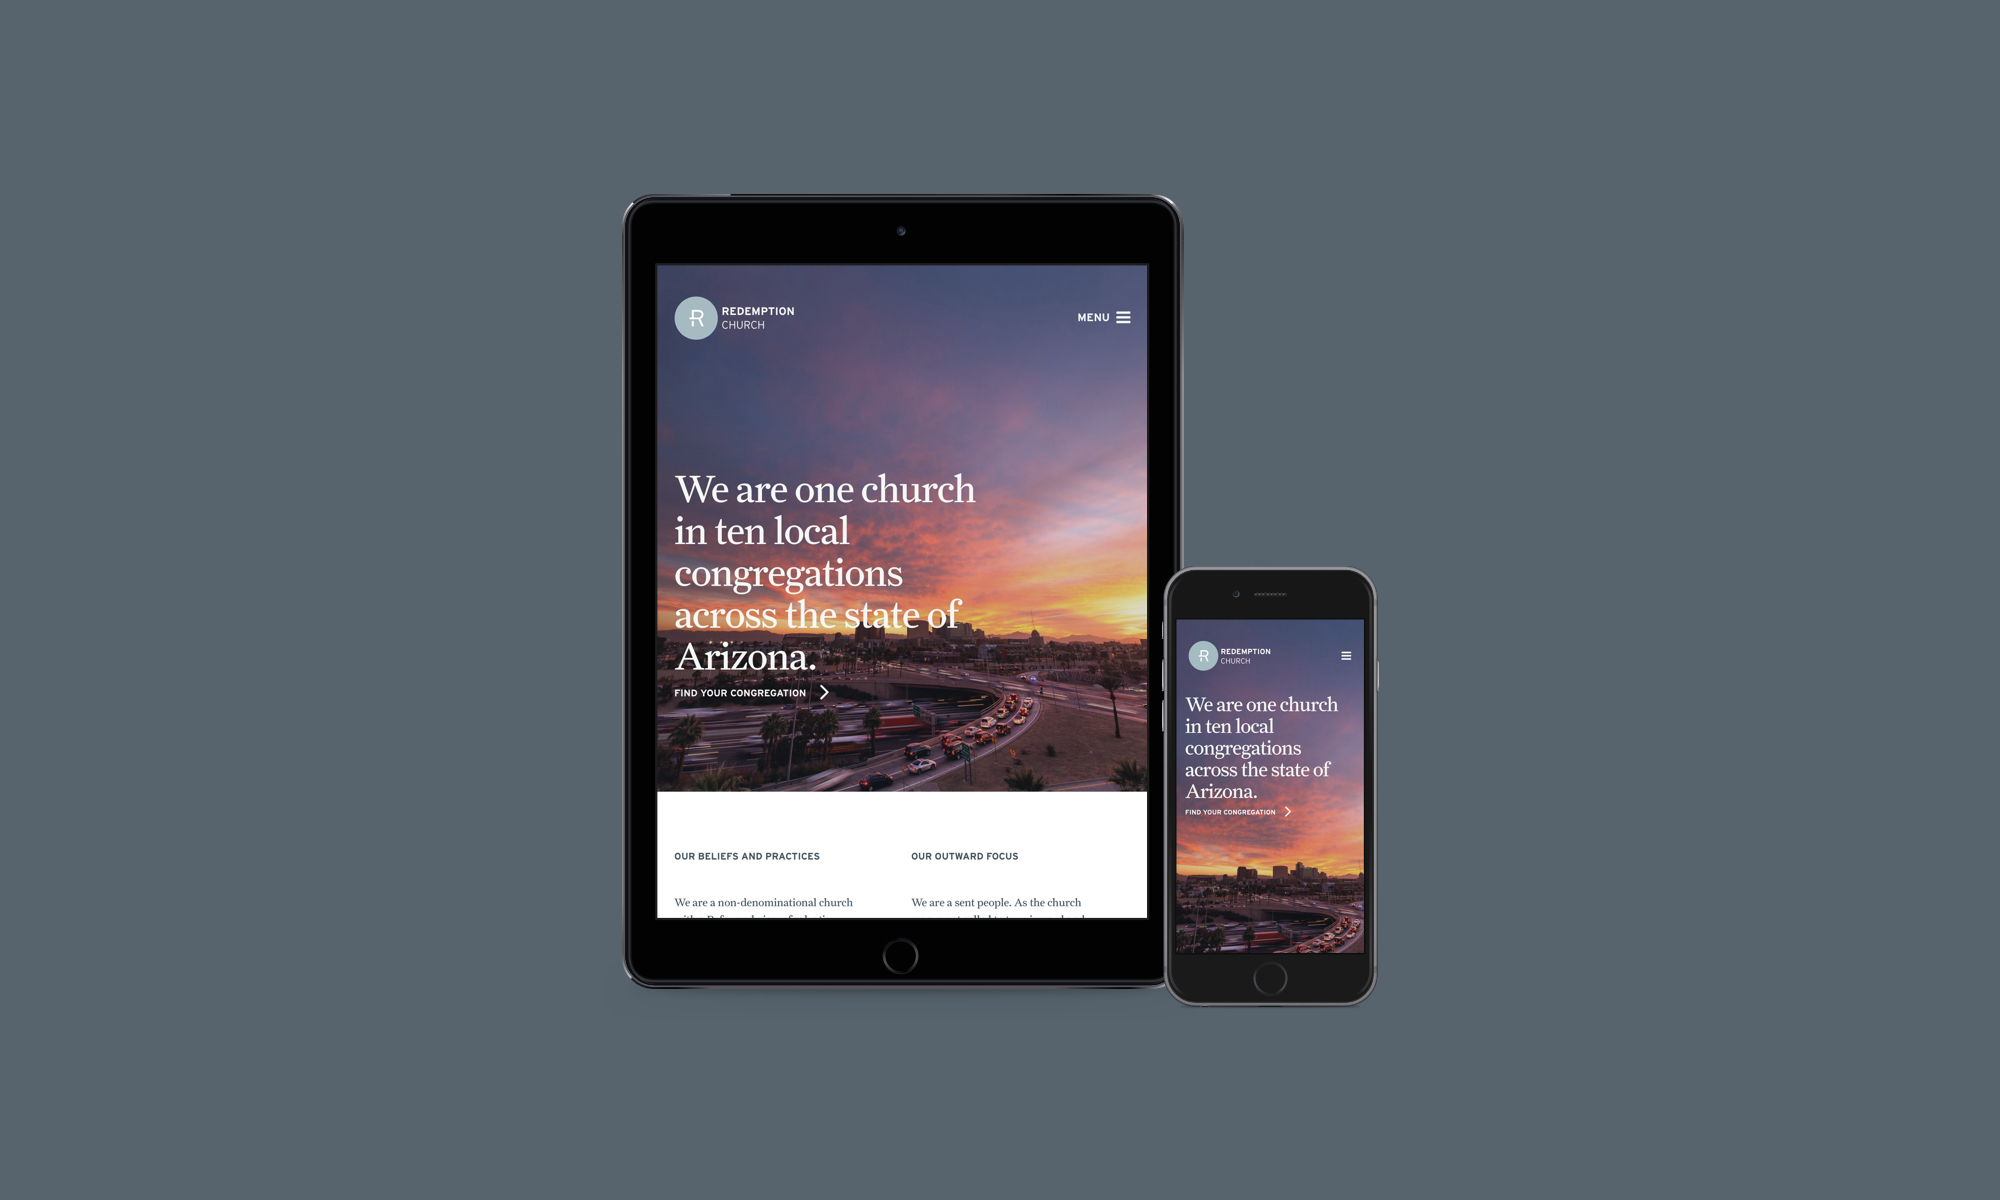 R
REDEMPTION
CHURCH
MENU
We are one church
in ten local
congregations
across the state of
Arizona.
FIND YOUR CONGREGATION
OUR BELIEFS AND PRACTICES
We are a non-denominational church
OUR OUTWARD FOCUS
We are a sent people. As the church
R
REDEMPTION
CHURCH
We are one church
in ten local
congregations
across the state of
Arizona.
FIND YOUR CONGREGATION